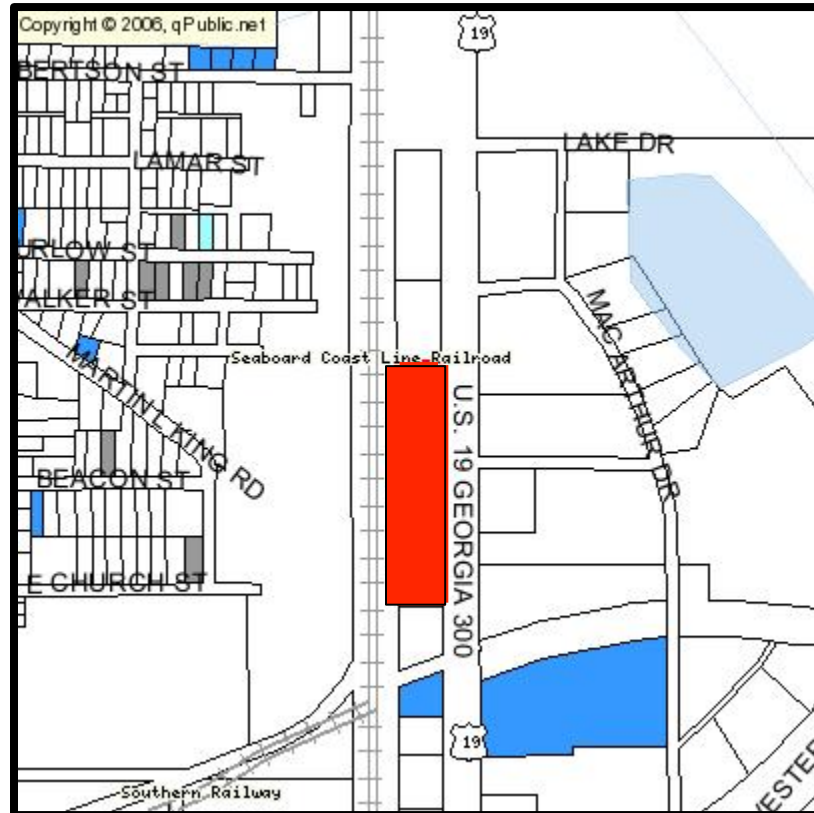 Copyright © 2006, qPublic.net
19
BERTSON ST
LAKE DR
LAMAR ST
URLOW ST
WALKER ST
MAC ARTHUR DR
Seaboard Coast Line Railroad
MARTIN L KING RD
U.S. 19 GEORGIA 300
BEACON ST
E CHURCH ST
19
Southern Railway
VESTER